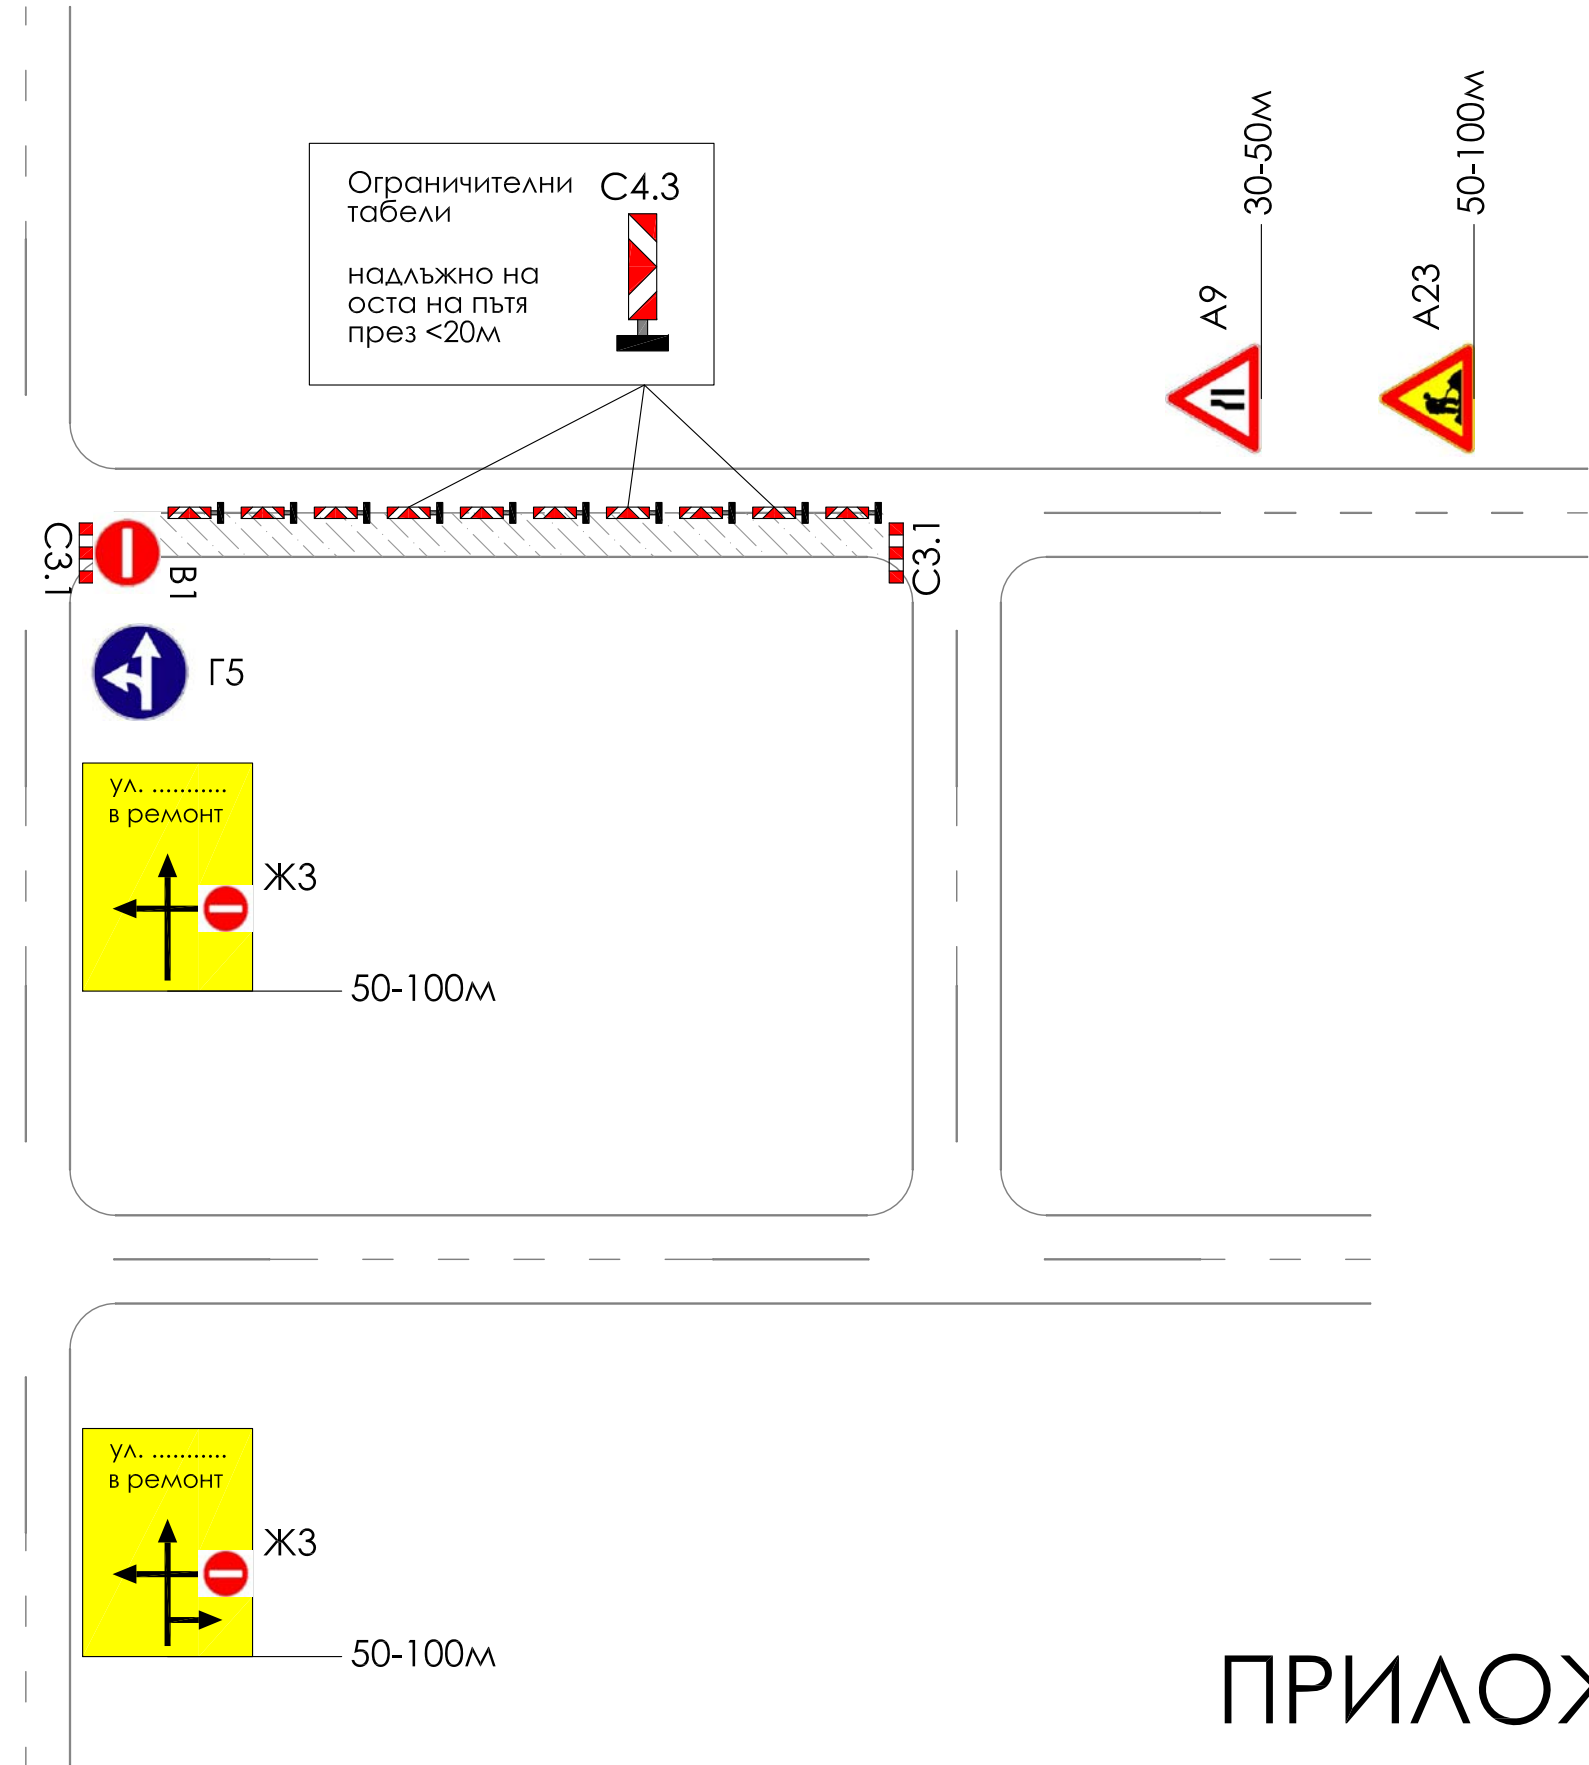 Ограничителни
табели
надлъжно на
оста на пътя
през <20м
С4.3
30-50м
50-100м
А9
А23
С3.1
В1
С3.1
Г5
ул. ...........
в ремонт
Ж3
50-100м
ул. ...........
в ремонт
Ж3
50-100м
ПРИЛОЖ